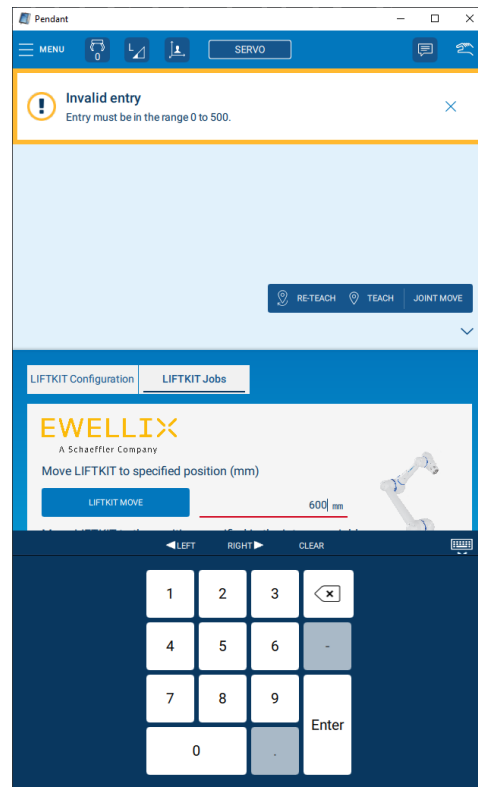 Pendant
MENU
0
SERVO
Invalid entry
Entry must be in the range 0 to 500.
RE-TEACH TEACH JOINT MOVE
LIFTKIT Configuration LIFTKIT Jobs
EWELLIX
A Schaeffler Company
Move LIFTKIT to specified position (mm)
LIFTKIT MOVE 600 mm
LEFT RIGHT CLEAR
1 2 3
4 5 6 -
7 8 9
Enter
0 .